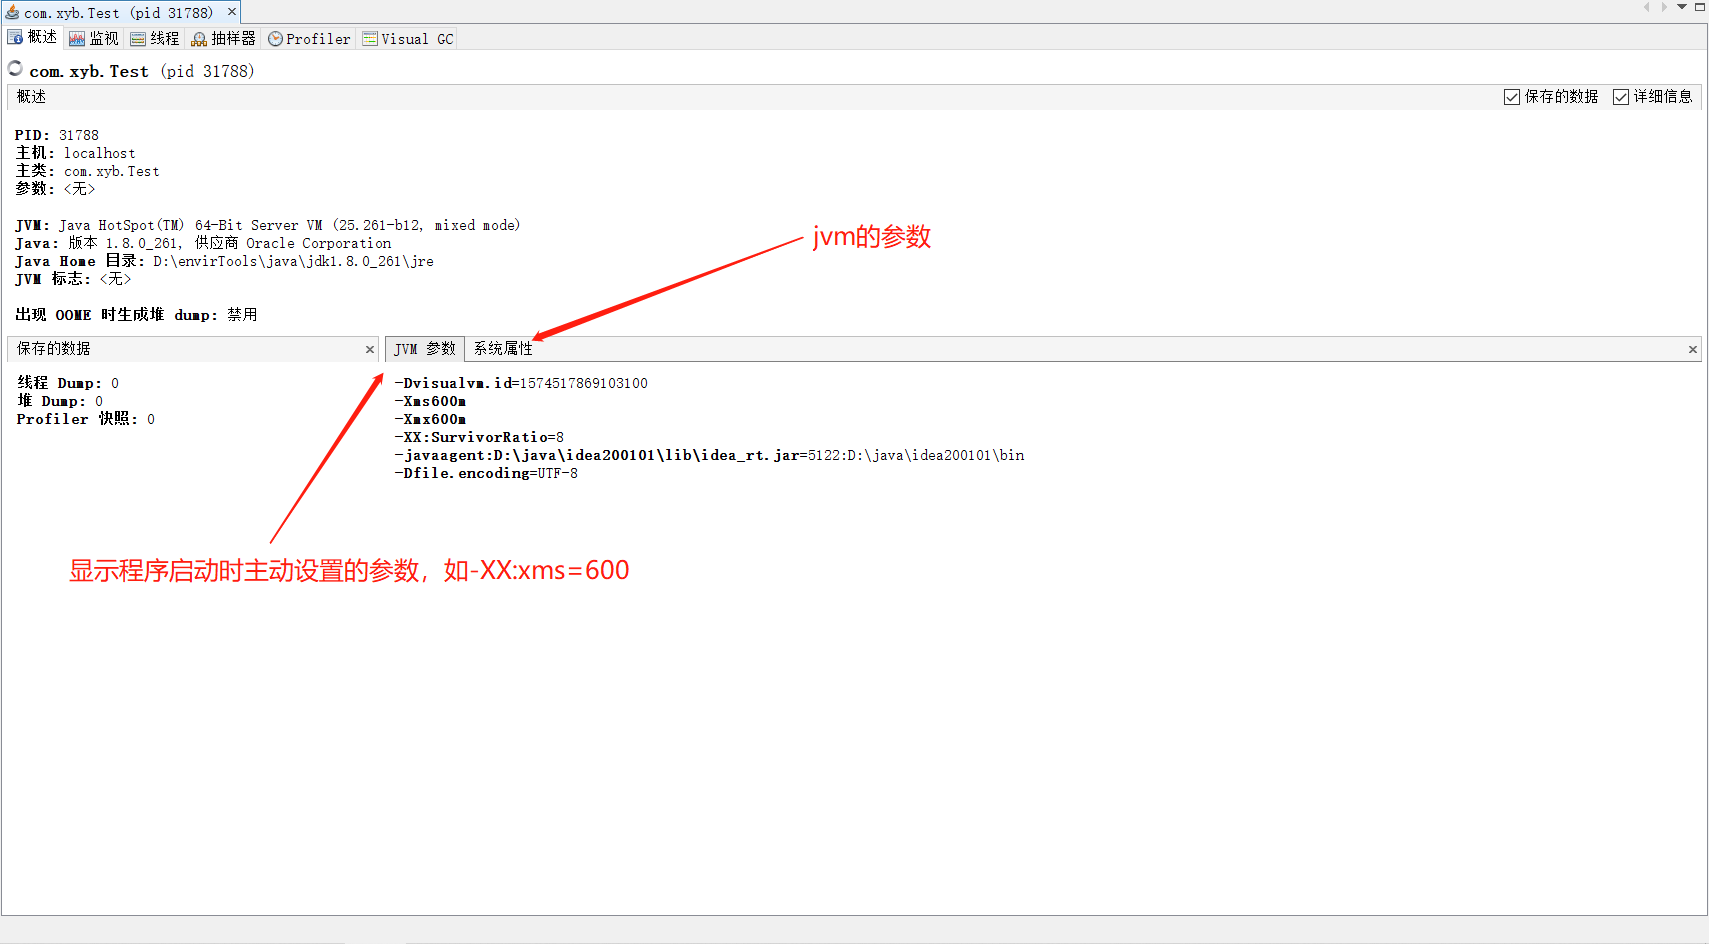 com.xyb.Test (pid 31788)
概述 监视 线程 抽样器 Profiler Visual GC
com.xyb.Test (pid 31788)
概述 保存的数据 详细信息
PID: 31788
主机: localhost
主类: com.xyb.Test
参数: <无>
JVM: Java HotSpot(TM) 64-Bit Server VM (25.261-b12, mixed mode)
Java: 版本 1.8.0_261, 供应商 Oracle Corporation
Java Home 目录: D:\envirTools\java\jdk1.8.0_261\jre
JVM 标志: <无>
出现 OOME 时生成堆 dump: 禁用
jvm的参数
保存的数据
线程 Dump: 0
堆 Dump: 0
Profiler 快照: 0
JVM 参数 系统属性
-Dvisualvm.id=1574517869103100
-Xms600m
-Xmx600m
-XX:SurvivorRatio=8
-javaagent:D:\java\idea200101\lib\idea_rt.jar=5122:D:\java\idea200101\bin
-Dfile.encoding=UTF-8
显示程序启动时主动设置的参数，如-XX:xms=600